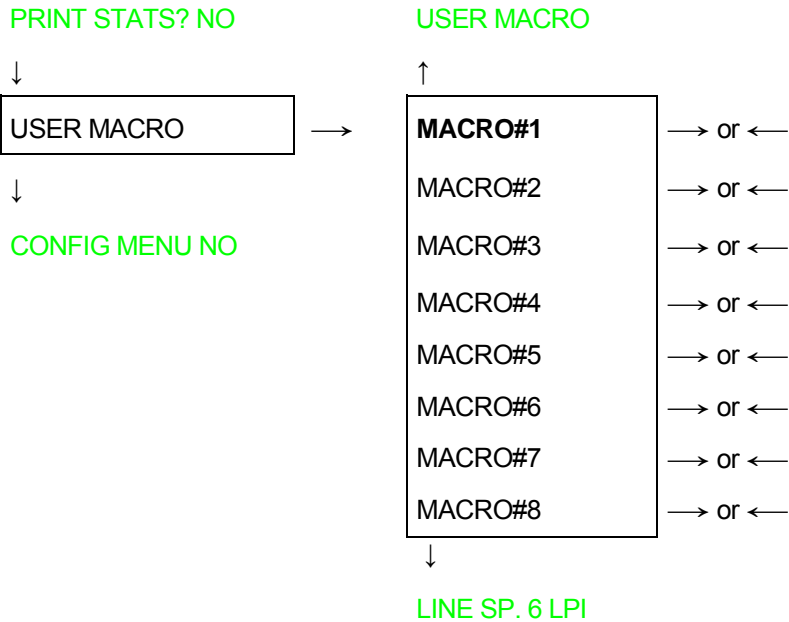 PRINT STATS? NO
USER MACRO
↓
↑
USER MACRO → MACRO#1 → or ←
↓
MACRO#2 → or ←
CONFIG MENU NO
MACRO#3 → or ←
MACRO#4 → or ←
MACRO#5 → or ←
MACRO#6 → or ←
MACRO#7 → or ←
MACRO#8 → or ←
↓
LINE SP. 6 LPI